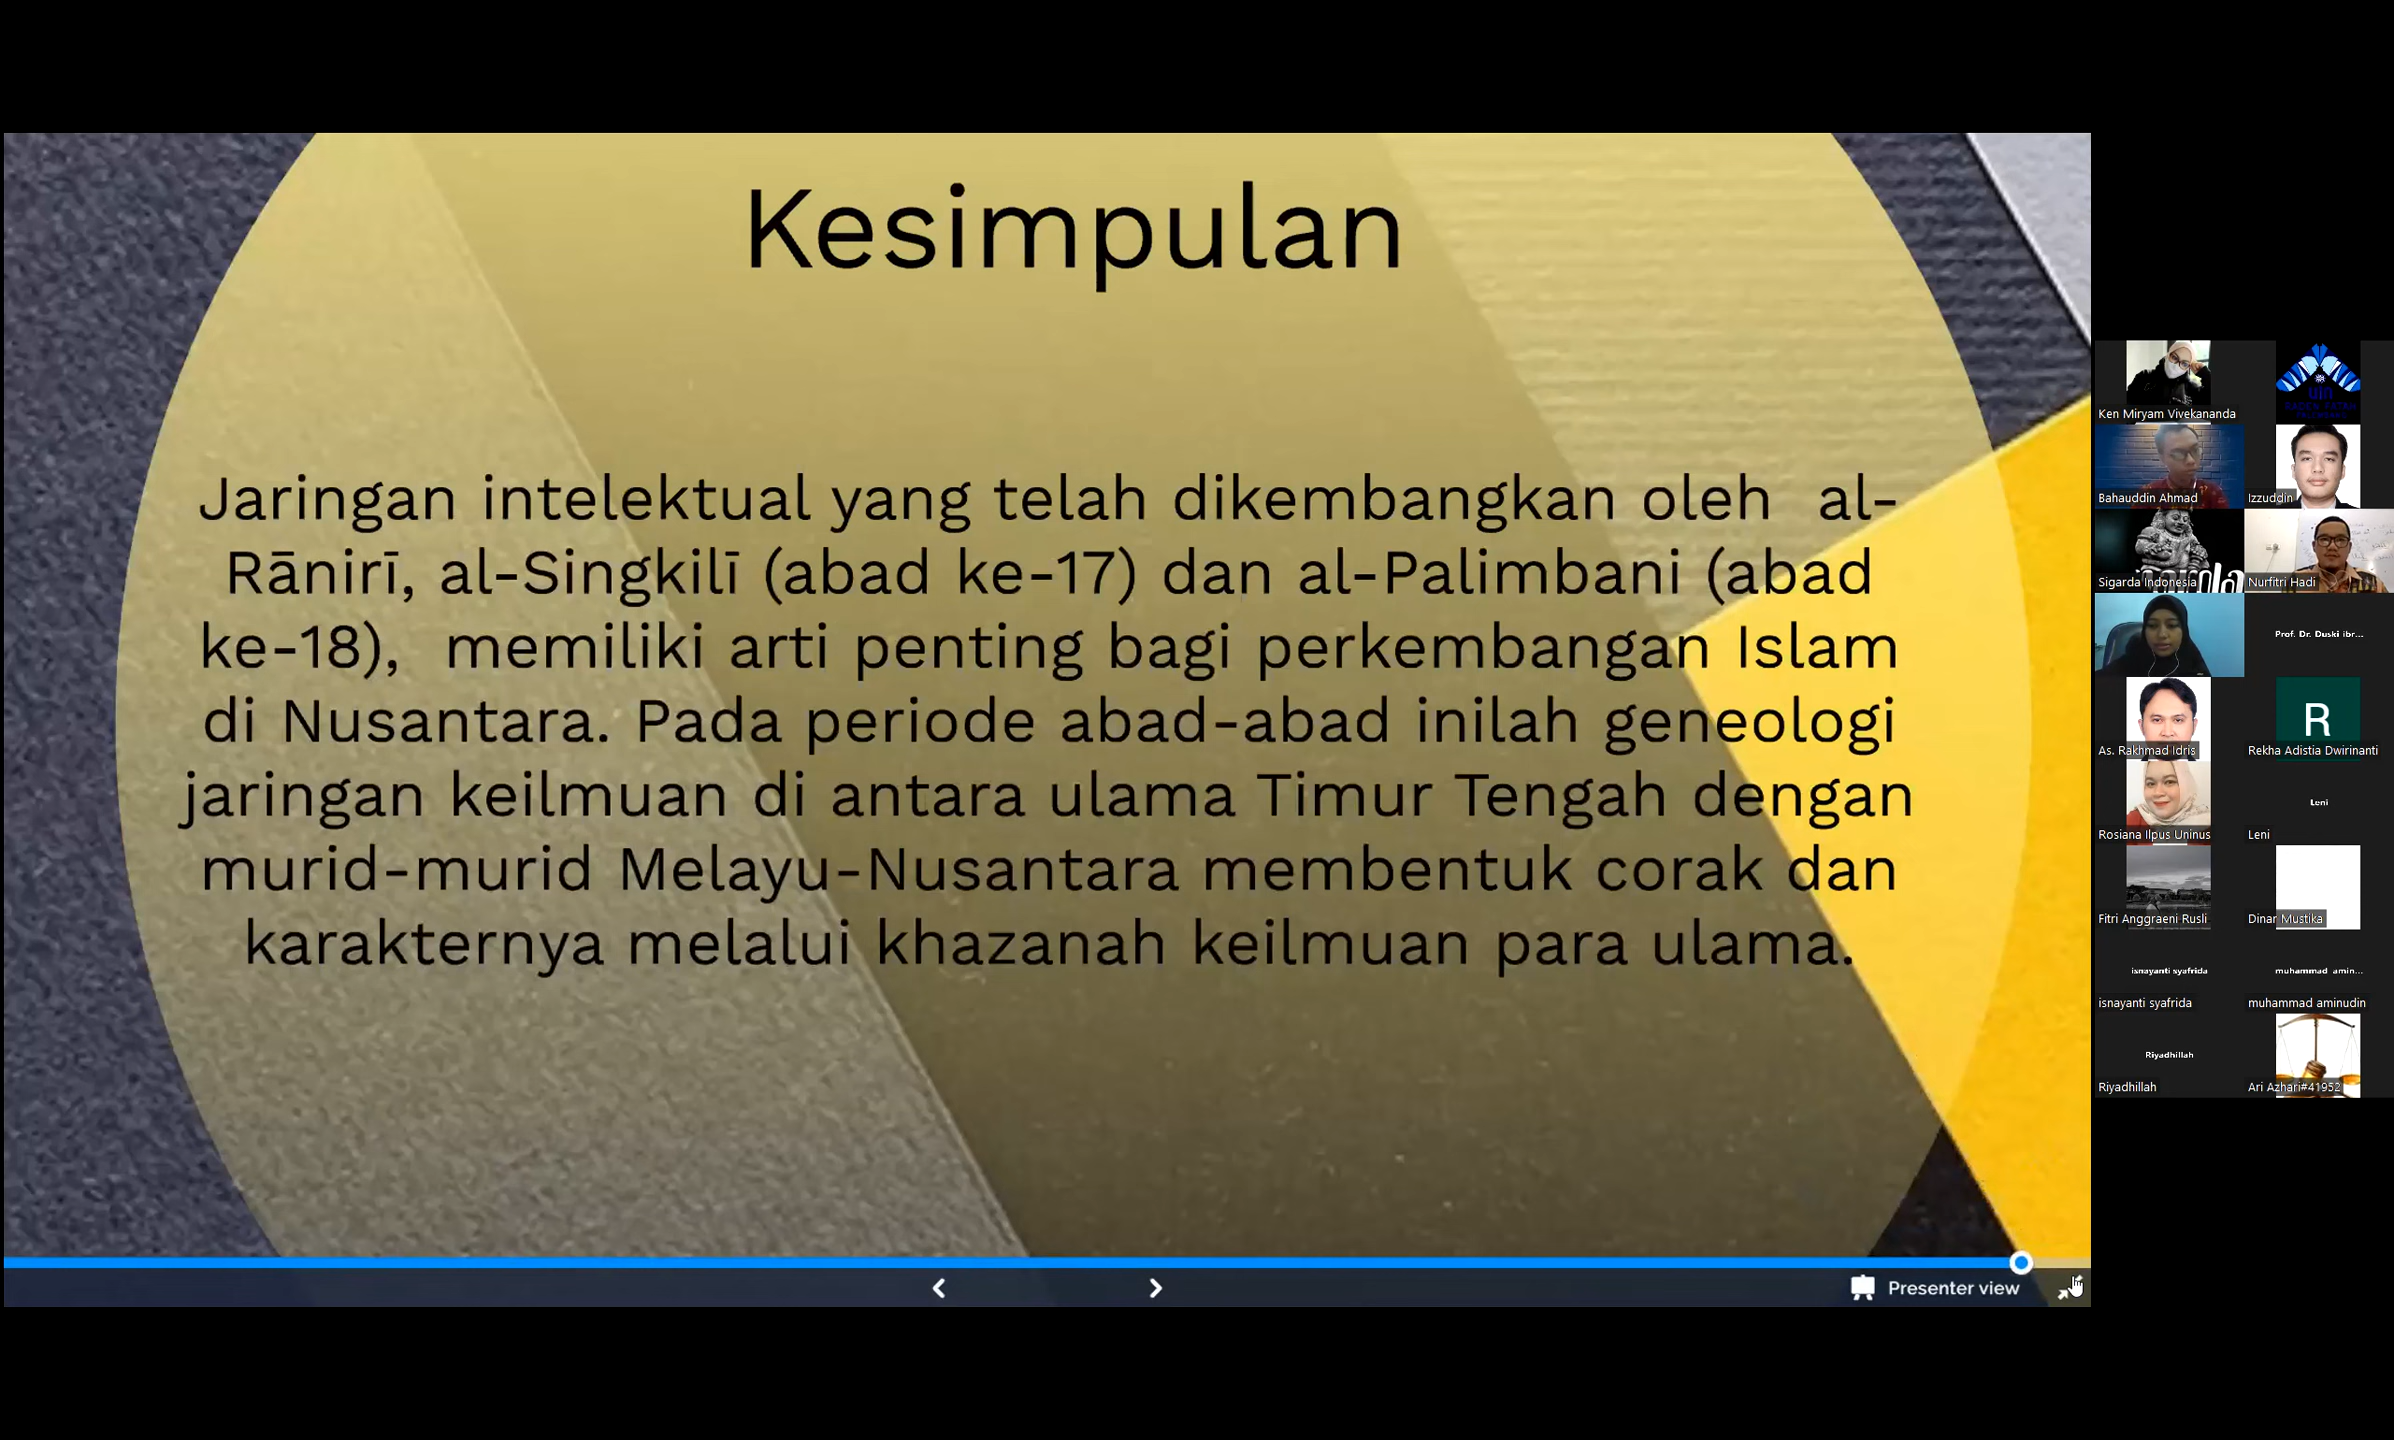 Kesimpulan
Jaringan intelektual yang telah dikembangkan oleh al-
Rānirī, al-Singkilī (abad ke-17) dan al-Palimbani (abad
ke-18), memiliki arti penting bagi perkembangan Islam
di Nusantara. Pada periode abad-abad inilah geneologi
jaringan keilmuan di antara ulama Timur Tengah dengan
murid-murid Melayu-Nusantara membentuk corak dan
karakternya melalui khazanah keilmuan para ulama.
Presenter view
Ken Miryam Vivekananda
uin
Bahauddin Ahmad
Izzuddin
Sigarda Indonesia
Nurfitri Hadi
Prof. Dr. Duski ibr...
As. Rakhmad Idris
R
Rekha Adistia Dwirinanti
Rosiana Ilpus Uninus
Leni
Leni
Fitri Anggraeni Rusli
Dinar Mustika
isnayanti syafrida
isnayanti syafrida
muhammad amin...
muhammad aminudin
Riyadhillah
Riyadhillah
Ari Azhari#41952